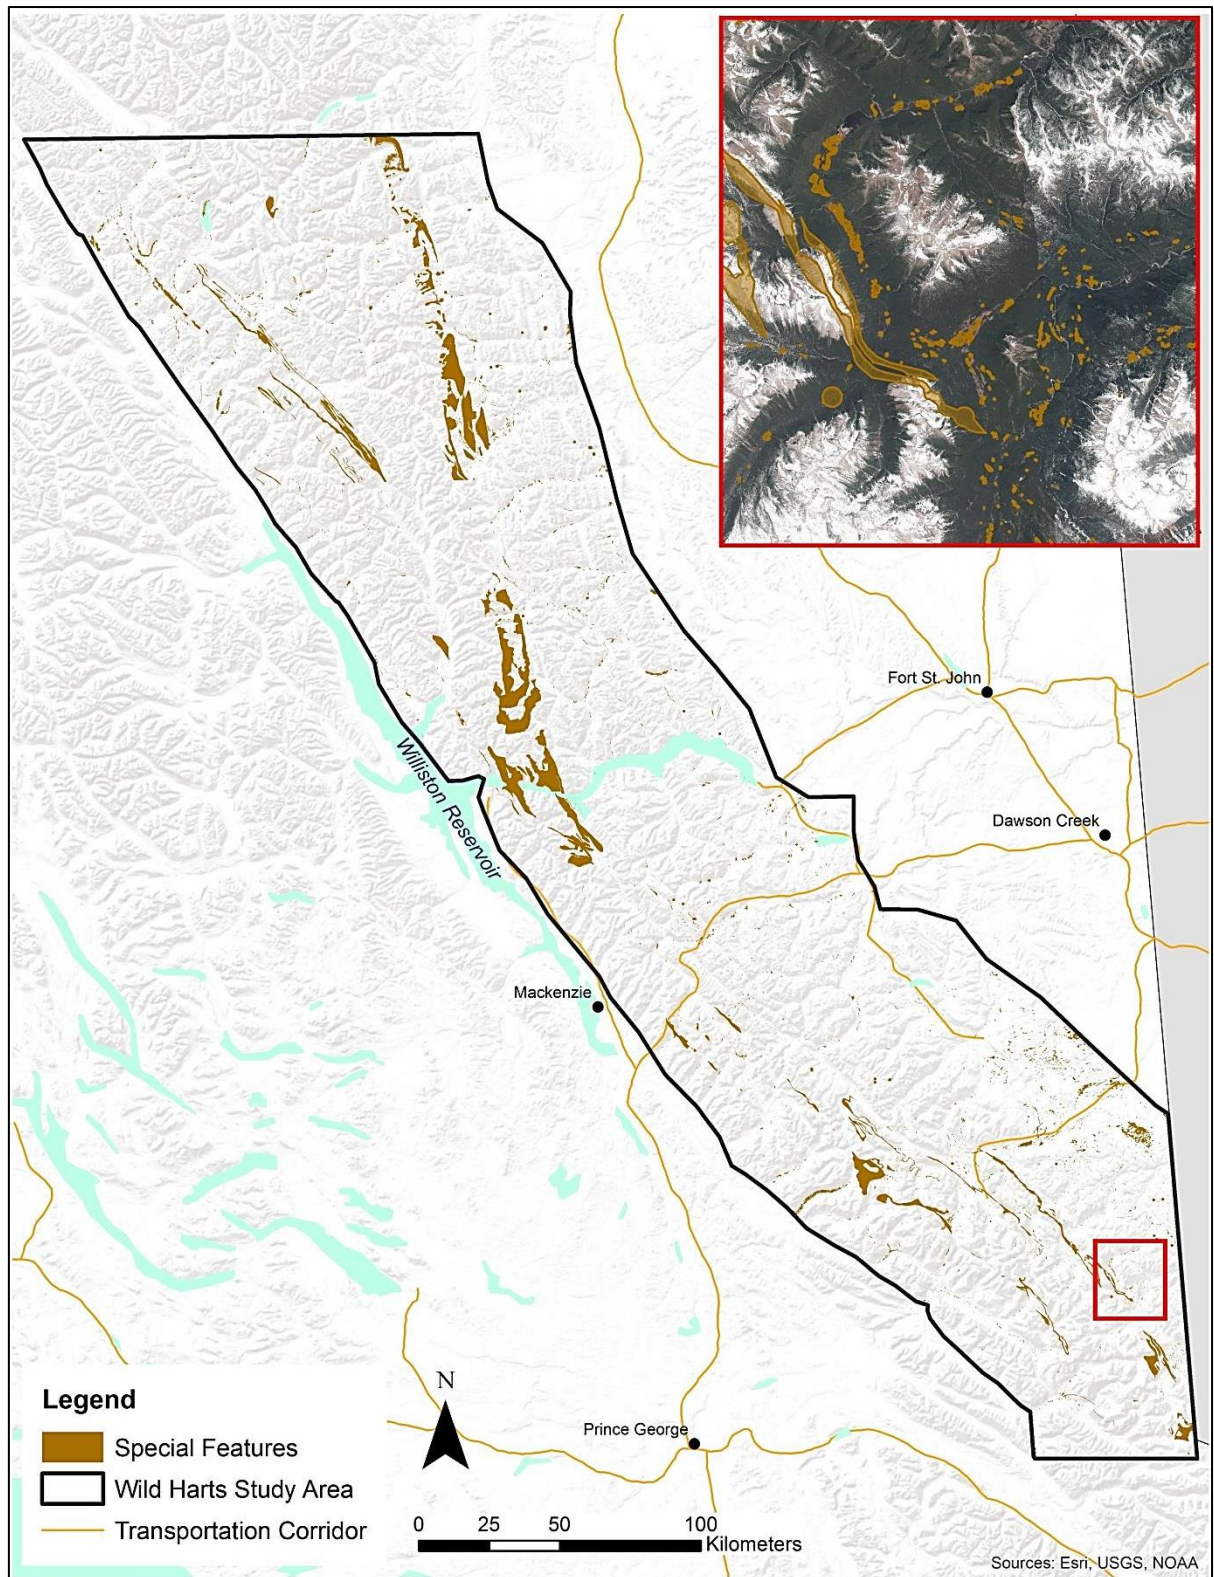 Fort St. John
Dawson Creek
Williston Reservoir
Mackenzie
Prince George
Legend
Special Features
Wild Harts Study Area
Transportation Corridor
N
0 25 50 100
Kilometers
Sources: Esri, USGS, NOAA